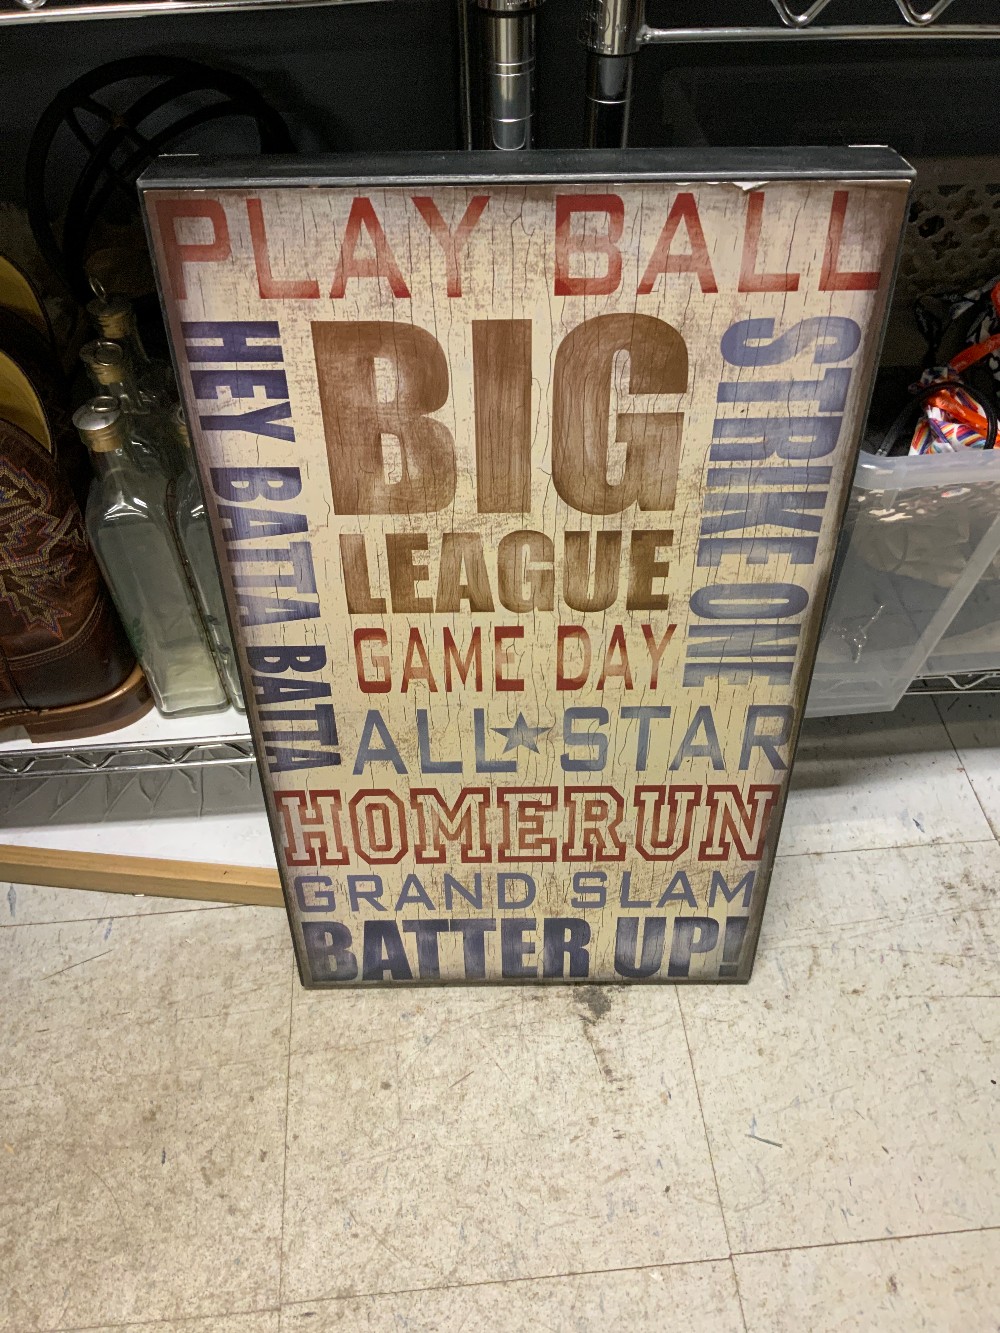 PLAY BALL
HEY BATTA BATTA
BIG
LEAGUE
GAME DAY
STRIKE ONE
ALL★STAR
HOMERUN
GRAND SLAM
BATTER UP!